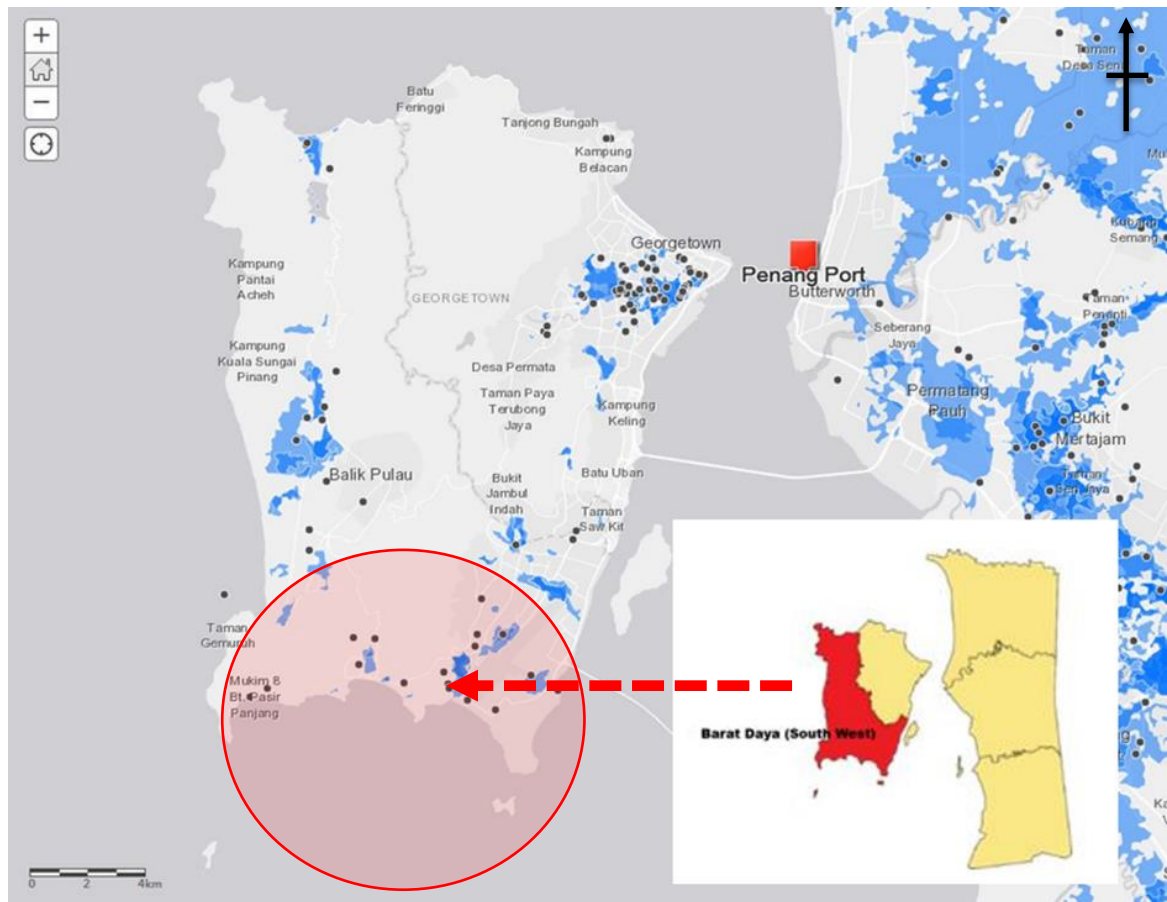 +
−
Batu
Feringgi
Tanjong Bungah
Kampung
Belacan
Taman
Desa Seri
Georgetown
Kubang
Semang
Penang Port
Butterworth
Kampung
Pantai
Acheh
GEORGETOWN
Taman
Penanti
Seberang
Jaya
Kampung
Kuala Sungai
Pinang
Desa Permata
Taman Paya
Terubong
Jaya
Kampung
Keling
Permatang
Pauh
Bukit
Mertajam
Balik Pulau
Batu Uban
Bukit
Jambul
Indah
Taman
Saw Kit
Taman
Taman
Gemuruh
Mukim 8
Bt. Pasir
Panjang
Barat Daya (South West)
0 2 4km